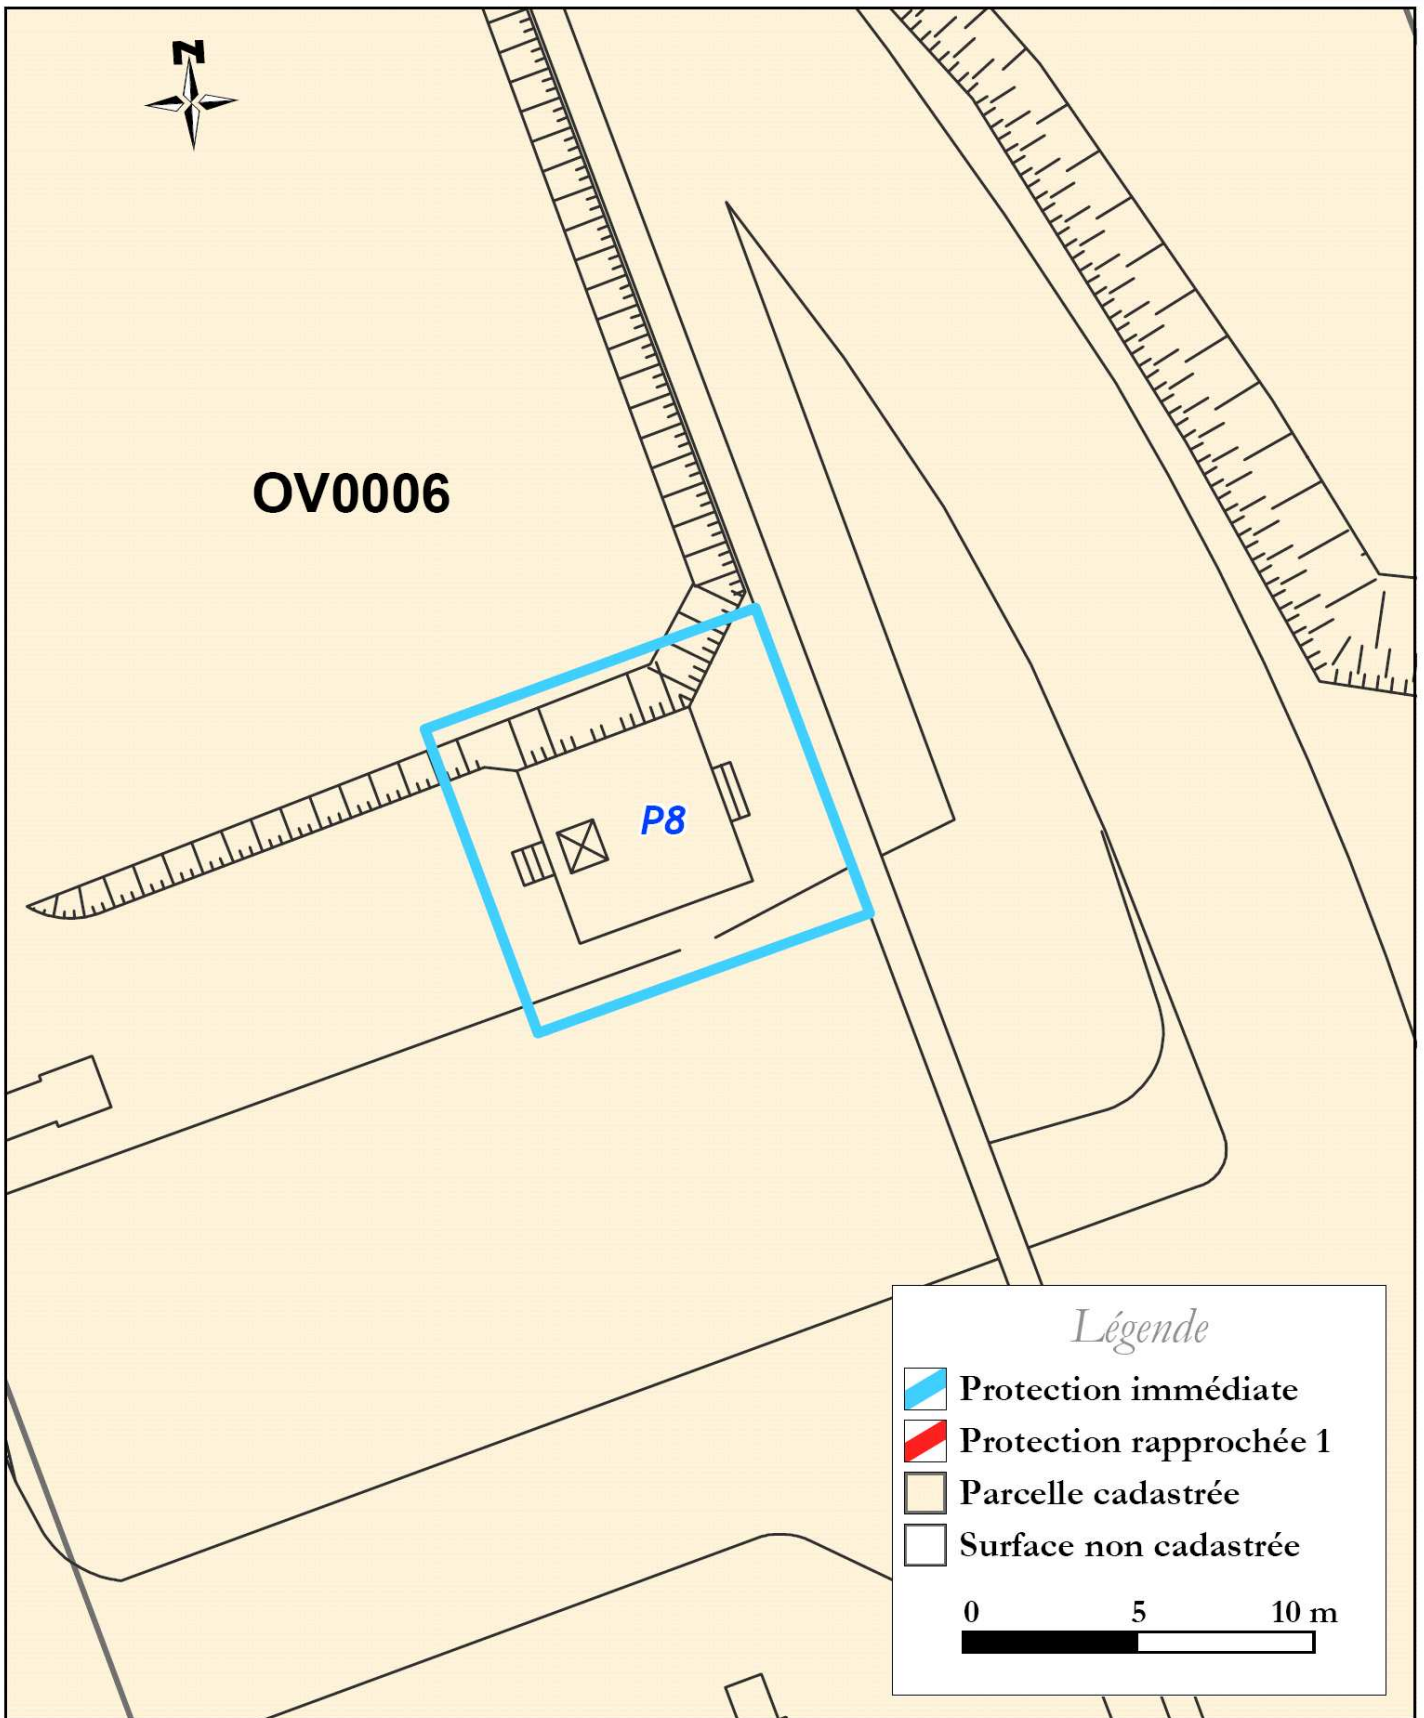 N
OV0006
P8
Légende
Protection immédiate
Protection rapprochée 1
Parcelle cadastrée
Surface non cadastrée
0 5 10 m